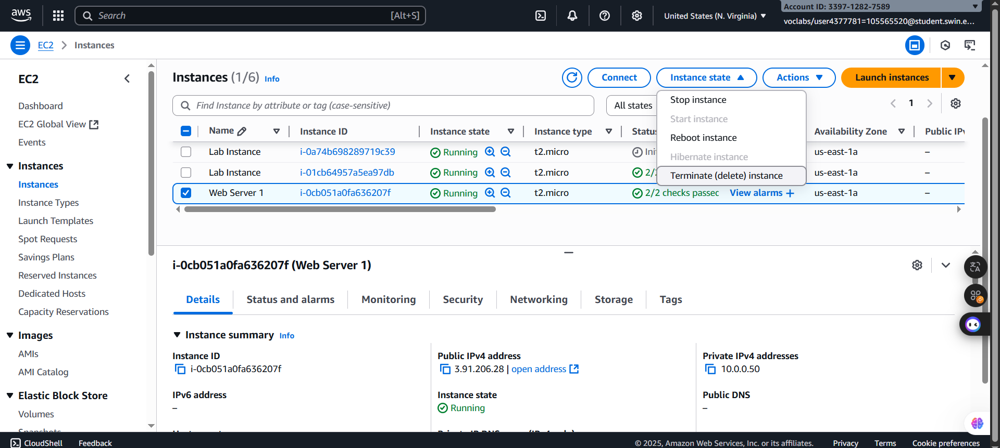 aws
Search
[Alt+S]
United States (N. Virginia)
Account ID: 3397-1282-7589
voclabs/user4377781=105565520@student.swin.e...
EC2
Instances
EC2
Dashboard
EC2 Global View
Events
Instances
Instances
Instance Types
Launch Templates
Spot Requests
Savings Plans
Reserved Instances
Dedicated Hosts
Capacity Reservations
Images
AMIs
AMI Catalog
Elastic Block Store
Volumes
Instances (1/6) Info
Connect
Instance state
Actions
Launch instances
Find Instance by attribute or tag (case-sensitive)
All states
1
Stop instance
Start instance
Reboot instance
Hibernate instance
Terminate (delete) instance
Name
Instance ID
Instance state
Instance type
Availability Zone
Public
Lab Instance
i-0a74b698289719c39
Running
t2.micro
us-east-1a
–
Lab Instance
i-01cb64957a5ea97db
Running
t2.micro
us-east-1a
–
Web Server 1
i-0cb051a0fa636207f
Running
t2.micro
2/2 checks passec
View alarms +
us-east-1a
–
i-0cb051a0fa636207f (Web Server 1)
Details
Status and alarms
Monitoring
Security
Networking
Storage
Tags
Instance summary Info
Instance ID
i-0cb051a0fa636207f
Public IPv4 address
3.91.206.28 | open address
Private IPv4 addresses
10.0.0.50
IPv6 address
–
Instance state
Running
Public DNS
–
CloudShell
Feedback
© 2025, Amazon Web Services, Inc. or its affiliates.
Privacy
Terms
Cookie preferences